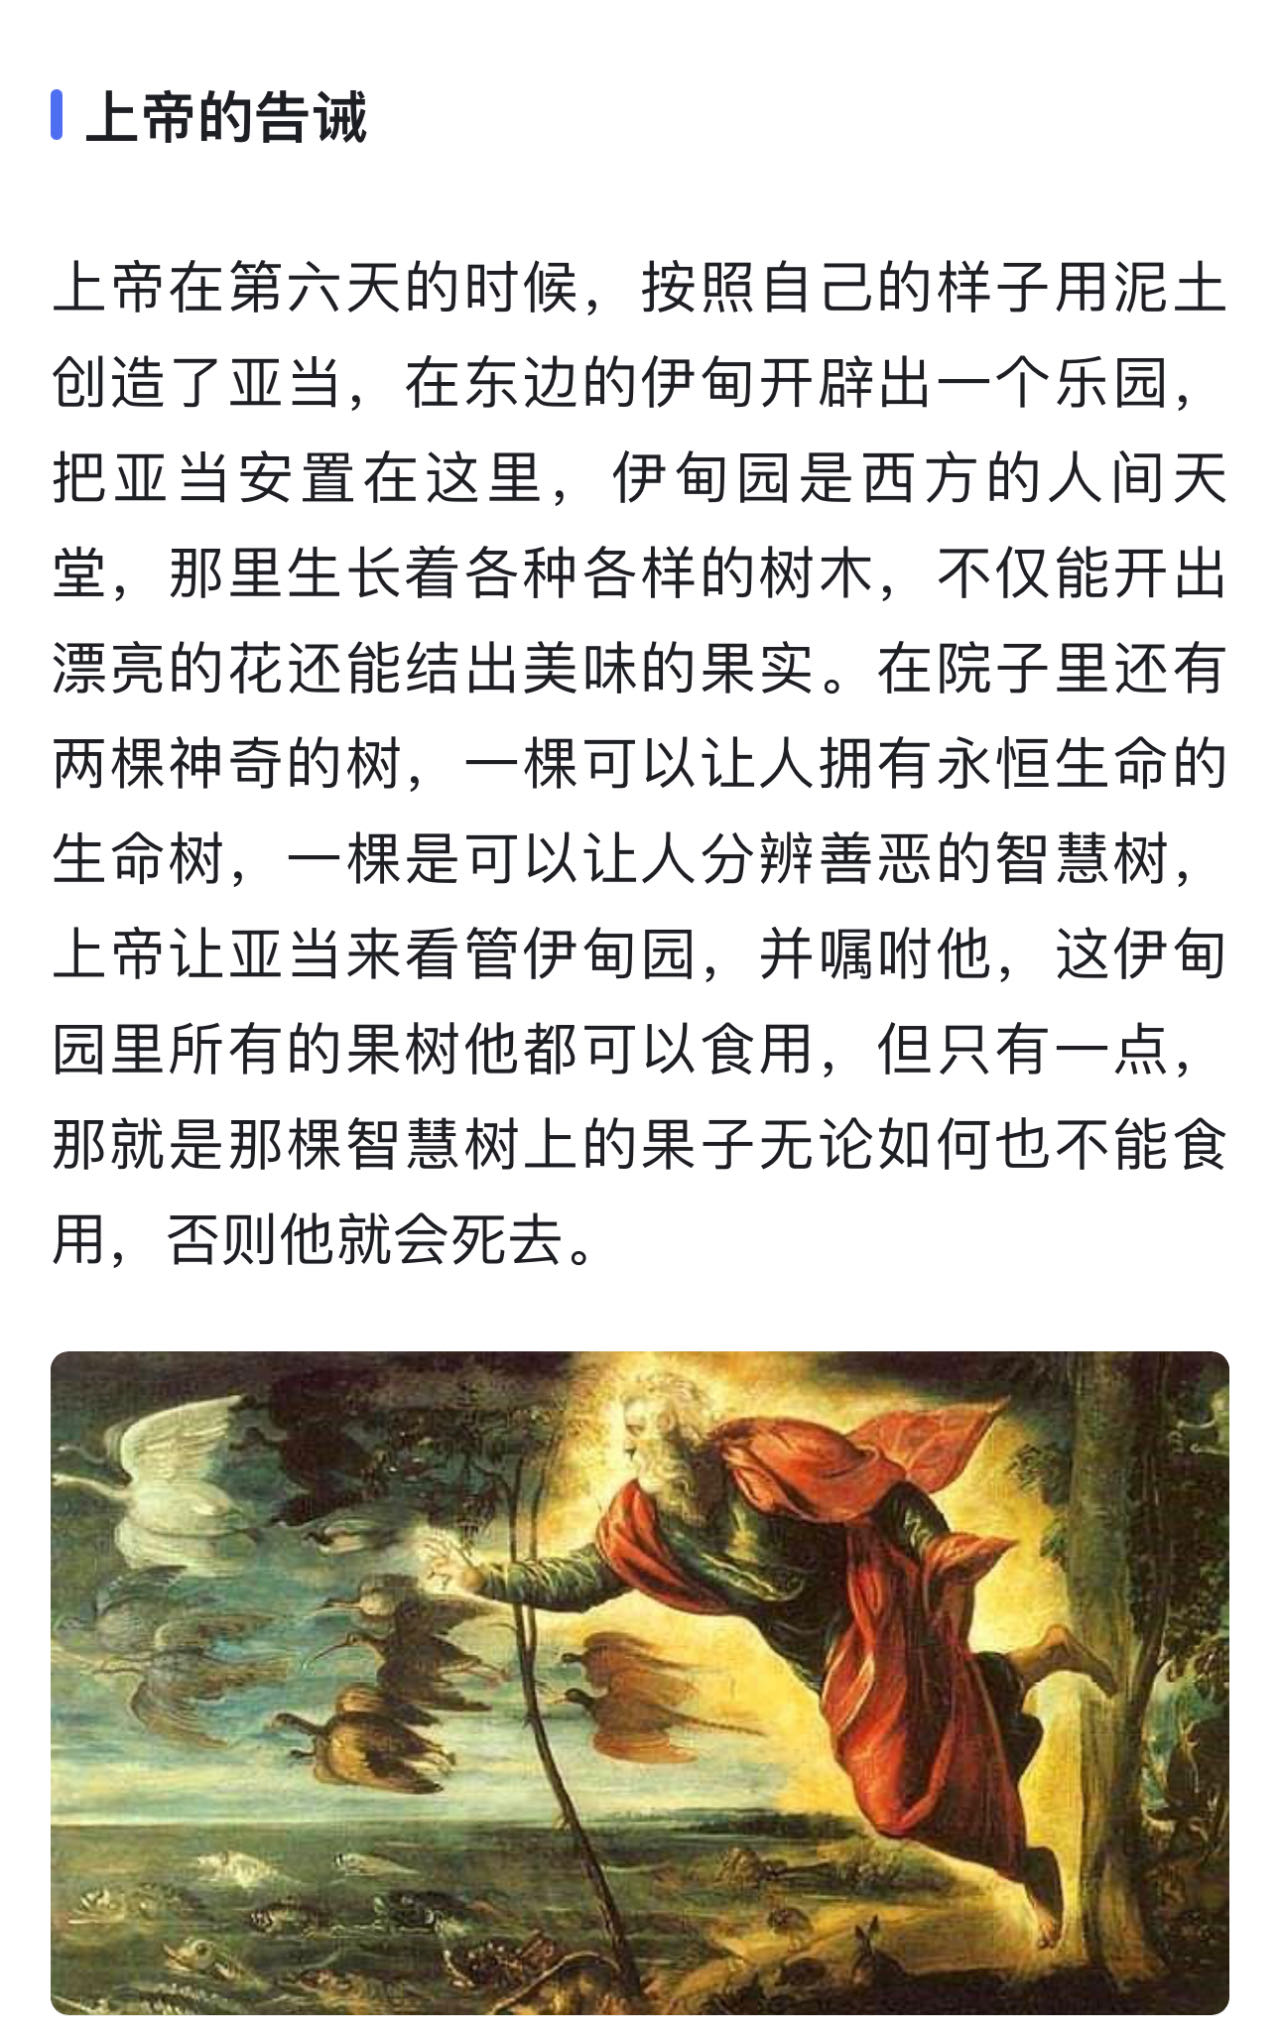 上帝的告诫
上帝在第六天的时候，按照自己的样子用泥土
创造了亚当，在东边的伊甸开辟出一个乐园，
把亚当安置在这里，伊甸园是西方的人间天
堂，那里生长着各种各样的树木，不仅能开出
漂亮的花还能结出美味的果实。在院子里还有
两棵神奇的树，一棵可以让人拥有永恒生命的
生命树，一棵是可以让人分辨善恶的智慧树，
上帝让亚当来看管伊甸园，并嘱咐他，这伊甸
园里所有的果树他都可以食用，但只有一点，
那就是那棵智慧树上的果子无论如何也不能食
用，否则他就会死去。